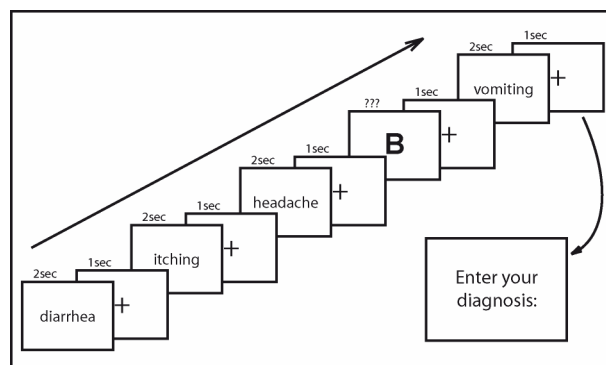 2sec
diarrhea
1sec
+
2sec
itching
1sec
+
2sec
headache
1sec
+
???
B
1sec
+
2sec
vomiting
1sec
+
Enter your
diagnosis: